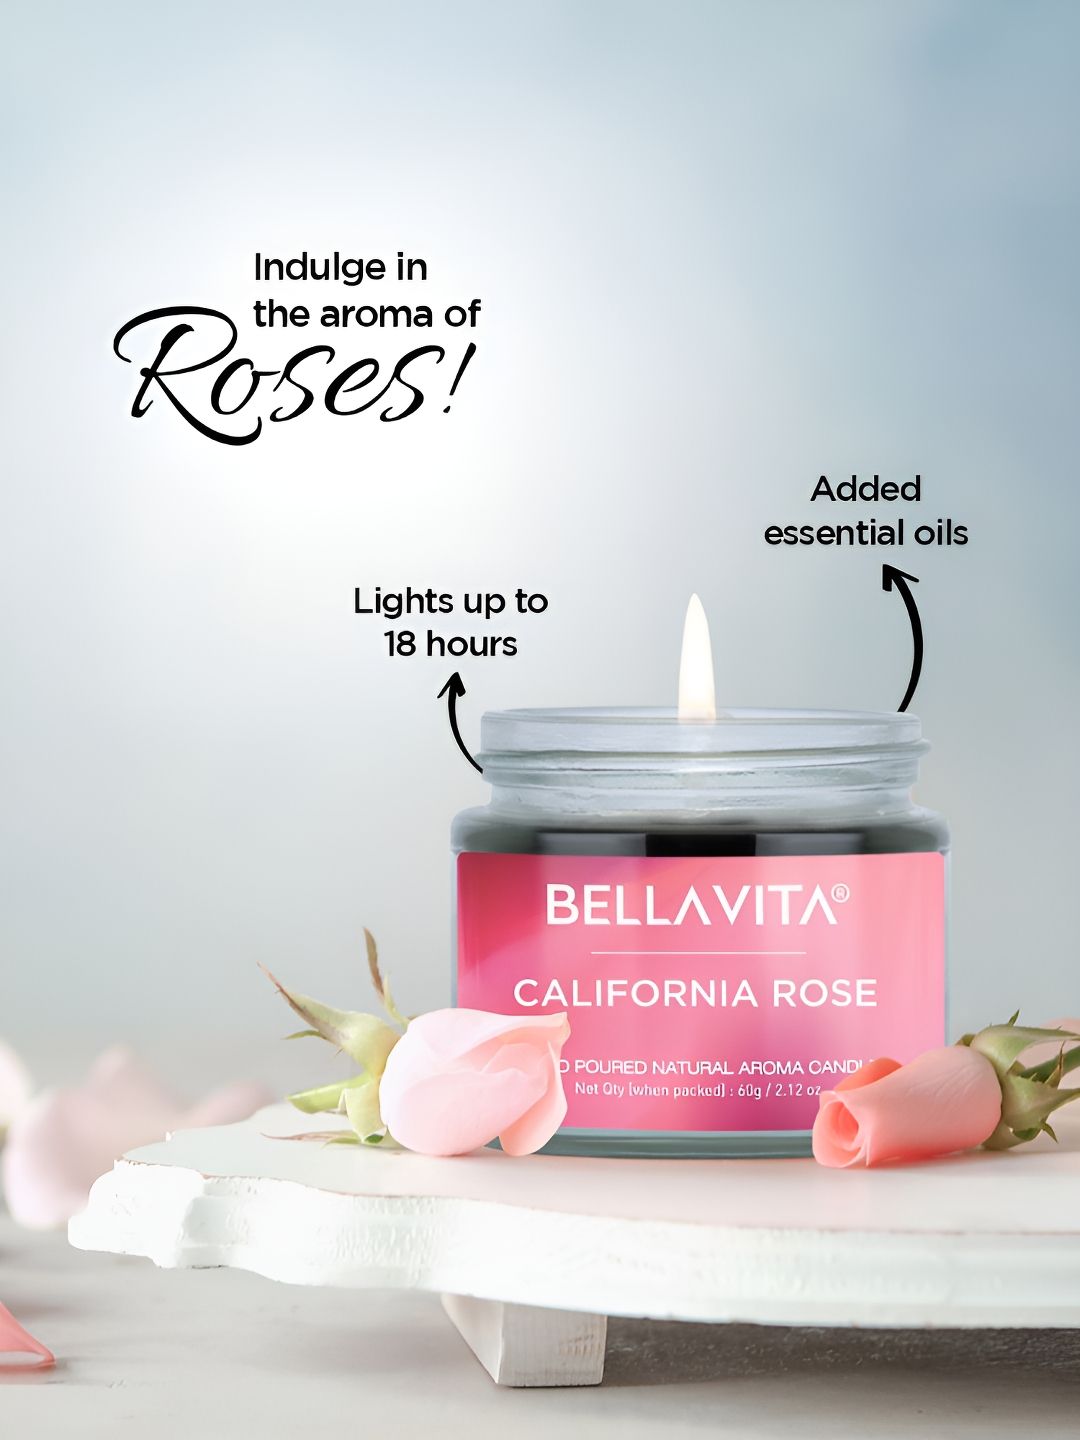 Indulge in
the aroma of
Roses!
Added
essential oils
Lights up to
18 hours
BELLAVITA®
CALIFORNIA ROSE
POURED NATURAL AROMA
Net Qty [when packed] : 60g / 2.12 oz